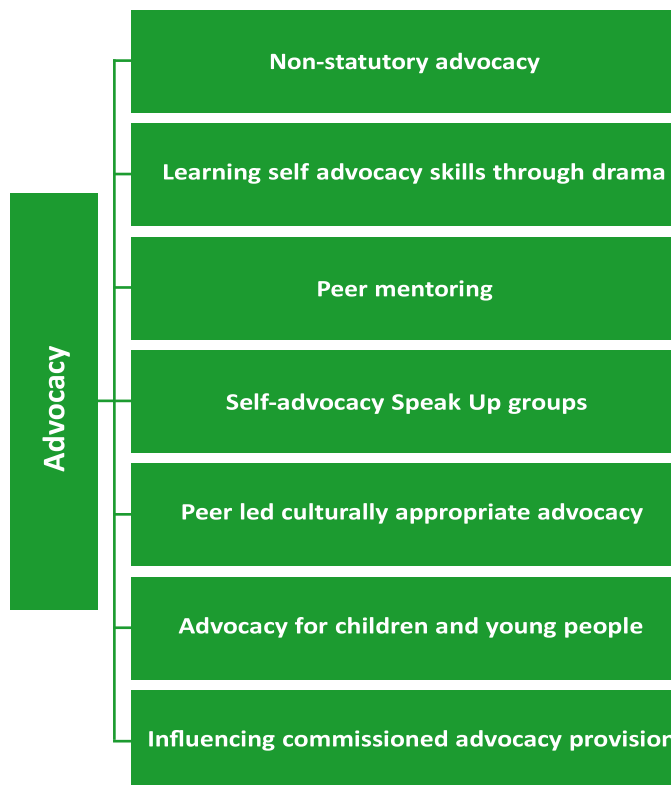 Advocacy
Non-statutory advocacy
Learning self advocacy skills through drama
Peer mentoring
Self-advocacy Speak Up groups
Peer led culturally appropriate advocacy
Advocacy for children and young people
Influencing commissioned advocacy provision